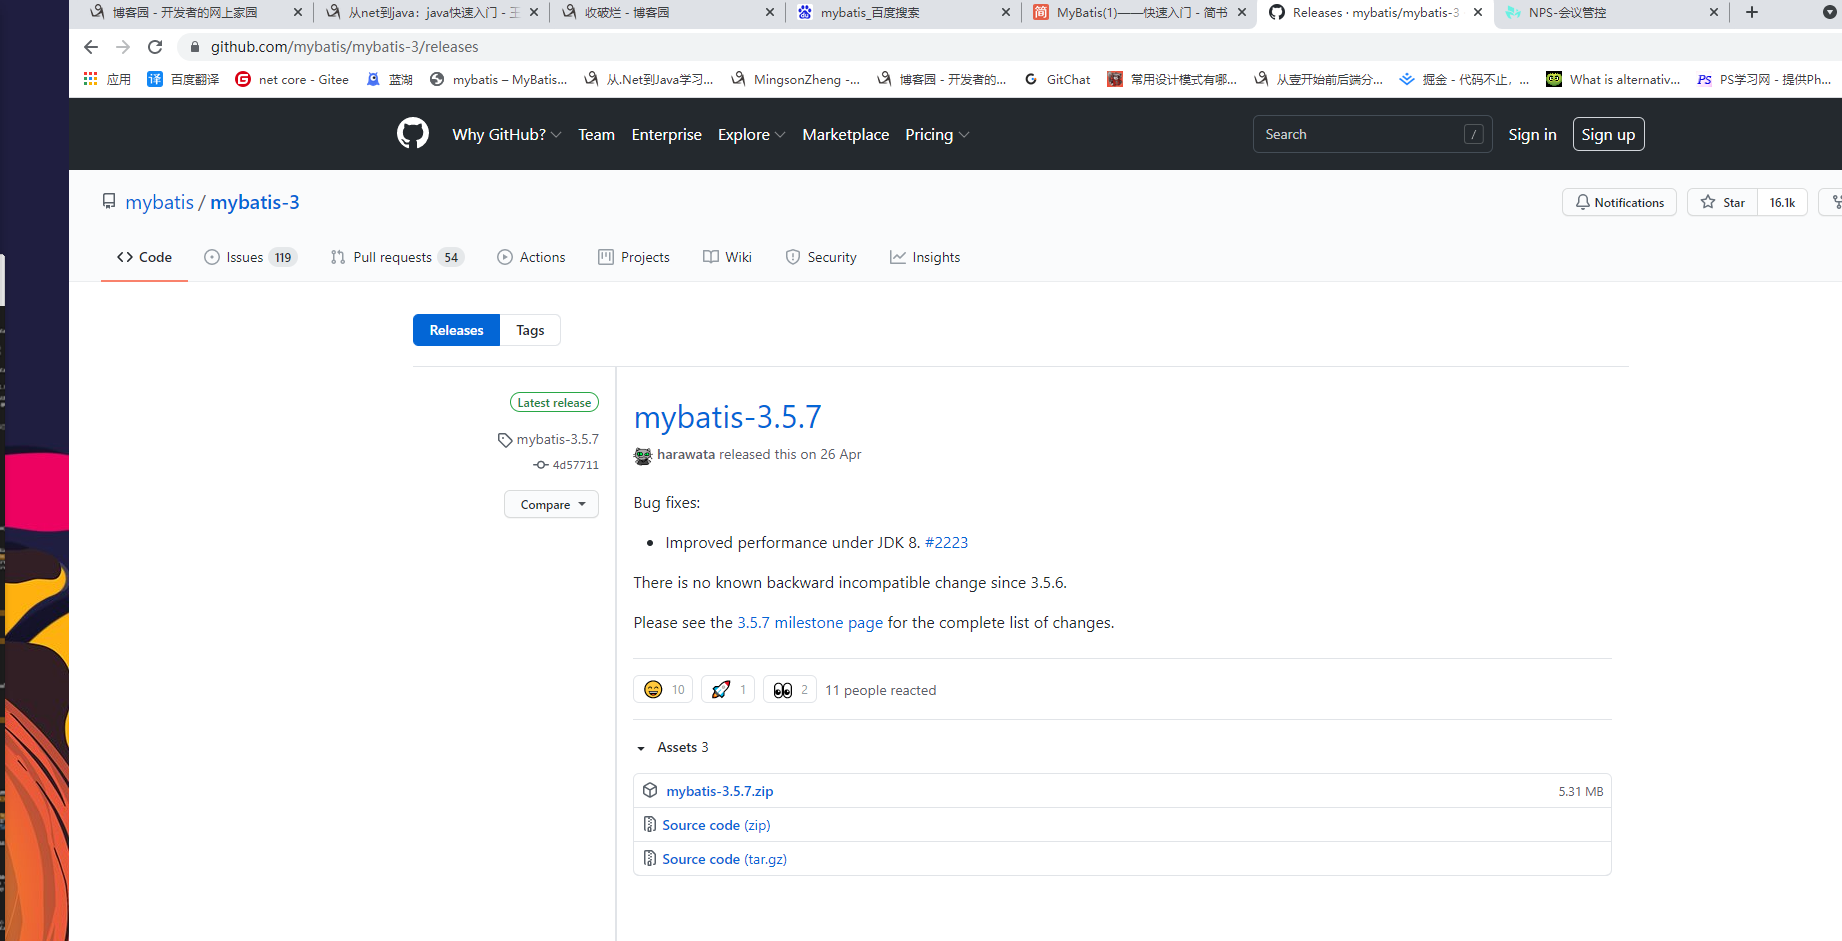 博客园 - 开发者的网上家园
从net到java：java快速入门 - 王
收破烂 - 博客园
mybatis_百度搜索
简 MyBatis(1)——快速入门 - 简书
Releases · mybatis/mybatis-3
NPS-会议管控
github.com/mybatis/mybatis-3/releases
应用
译 百度翻译
G net core - Gitee
蓝湖
mybatis – MyBatis...
从.Net到Java学习...
MingsonZheng -...
博客园 - 开发者的...
G GitChat
常用设计模式有哪...
从壹开始前后端分...
掘金 - 代码不止，...
What is alternativ...
PS PS学习网 - 提供Ph...
Why GitHub?
Team
Enterprise
Explore
Marketplace
Pricing
Search /
Sign in
Sign up
mybatis / mybatis-3
Notifications
Star 16.1k
Code
Issues 119
Pull requests 54
Actions
Projects
Wiki
Security
Insights
Releases
Tags
Latest release
mybatis-3.5.7
4d57711
Compare
mybatis-3.5.7
harawata released this on 26 Apr
Bug fixes:
• Improved performance under JDK 8. #2223
There is no known backward incompatible change since 3.5.6.
Please see the 3.5.7 milestone page for the complete list of changes.
10
1
2
11 people reacted
Assets 3
mybatis-3.5.7.zip 5.31 MB
Source code (zip)
Source code (tar.gz)